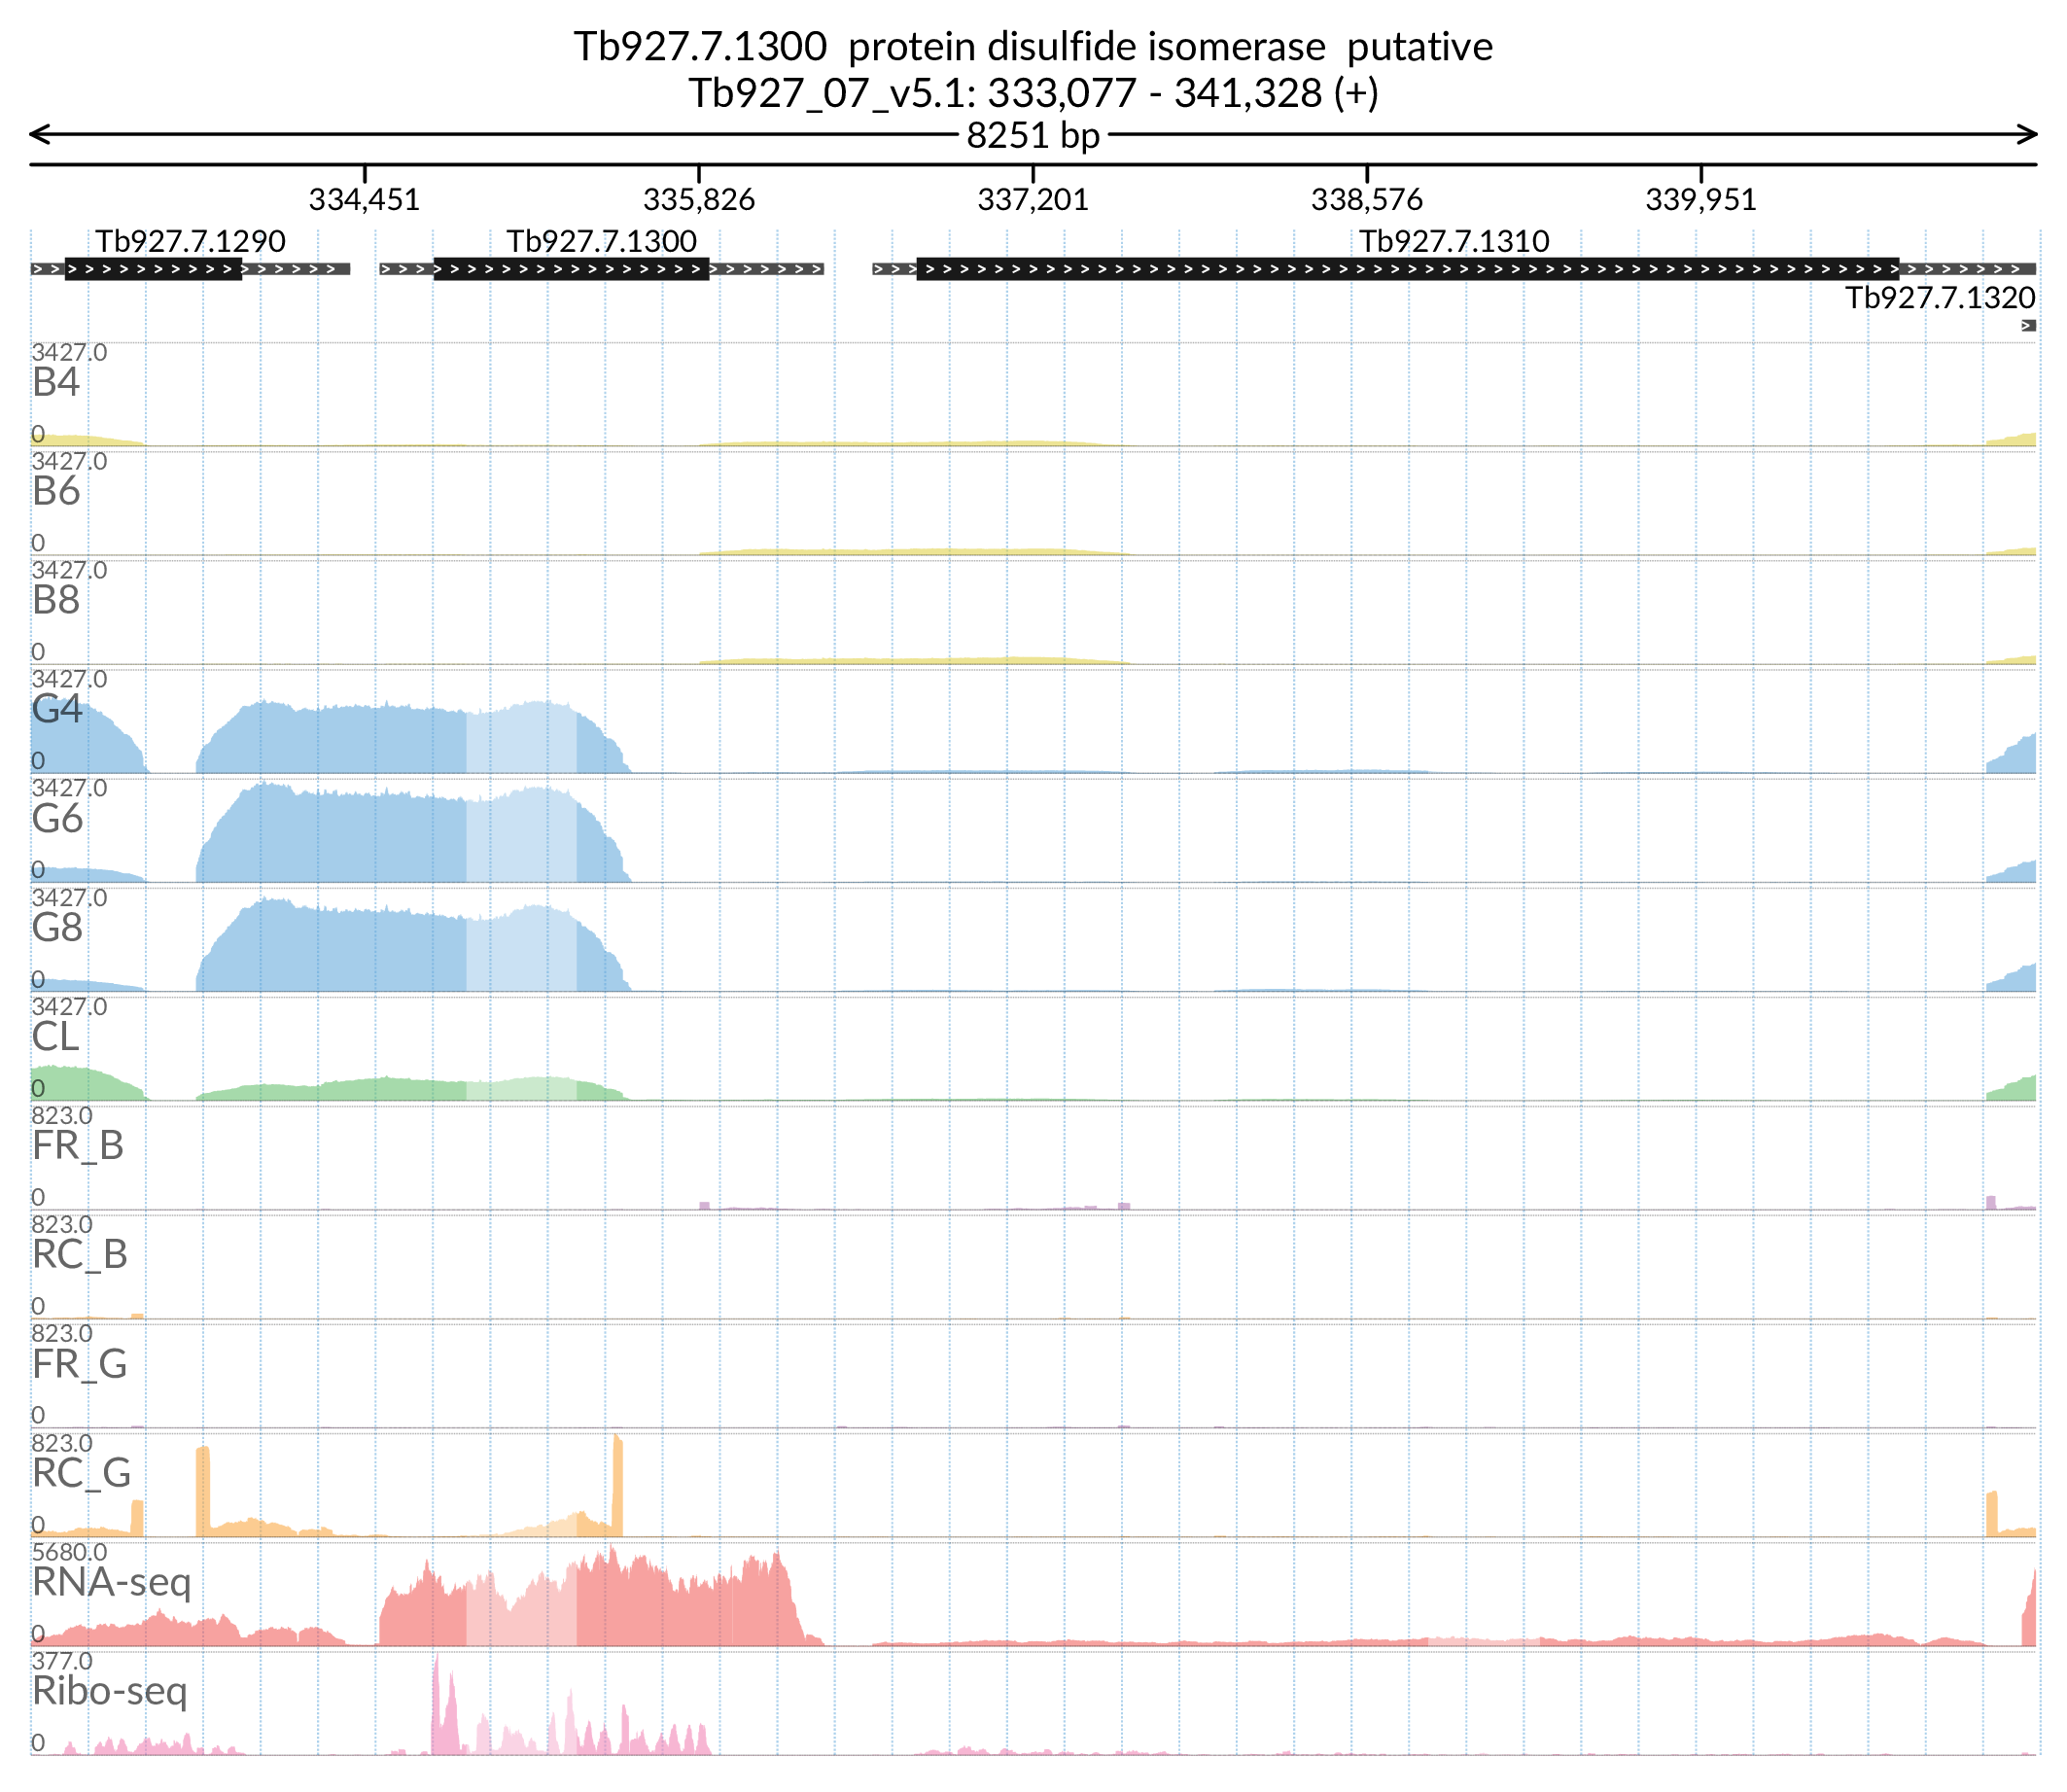 Tb927.7.1300 protein disulfide isomerase putative
Tb927_07_v5.1: 333,077 - 341,328 (+)
8251 bp
334,451 335,826 337,201 338,576 339,951
Tb927.7.1290 Tb927.7.1300 Tb927.7.1310
Tb927.7.1320
3427.0
B4
0
3427.0
B6
0
3427.0
B8
0
3427.0
G4
0
3427.0
G6
0
3427.0
G8
0
3427.0
CL
0
823.0
FR_B
0
823.0
RC_B
0
823.0
FR_G
0
823.0
RC_G
0
5680.0
RNA-seq
0
377.0
Ribo-seq
0